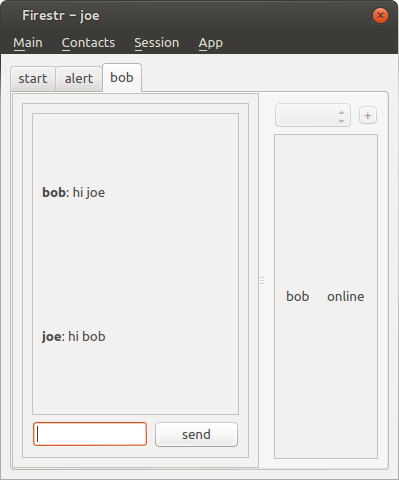 Firestr - joe
Main Contacts Session App
start alert bob
+
bob: hi joe
bob online
joe: hi bob
send